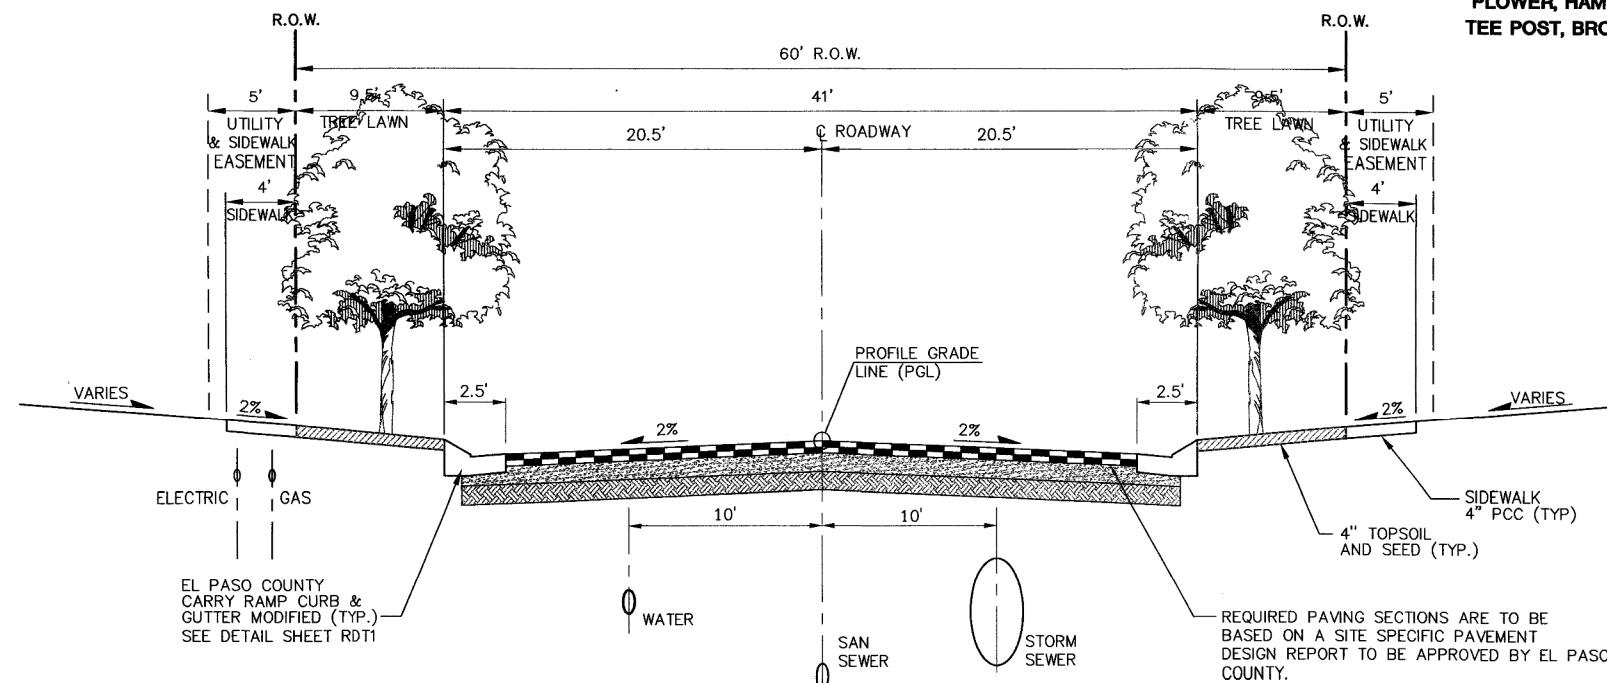 PLOWER, HAM
TEE POST, BRO
R.O.W.
R.O.W.
60' R.O.W.
5'
9.5'
41'
9.5'
5'
UTILITY
& SIDEWALK
EASEMENT
TREE LAWN
20.5'
℄ ROADWAY
20.5'
TREE LAWN
UTILITY
& SIDEWALK
EASEMENT
4'
SIDEWALK
4'
SIDEWALK
PROFILE GRADE
LINE (PGL)
VARIES
2%
2.5'
2%
2%
2.5'
2%
VARIES
ELECTRIC
GAS
10'
10'
SIDEWALK
4" PCC (TYP)
4" TOPSOIL
AND SEED (TYP.)
EL PASO COUNTY
CARRY RAMP CURB &
GUTTER MODIFIED (TYP.)
SEE DETAIL SHEET RDT1
WATER
SAN
SEWER
STORM
SEWER
REQUIRED PAVING SECTIONS ARE TO BE
BASED ON A SITE SPECIFIC PAVEMENT
DESIGN REPORT TO BE APPROVED BY EL PASO
COUNTY.